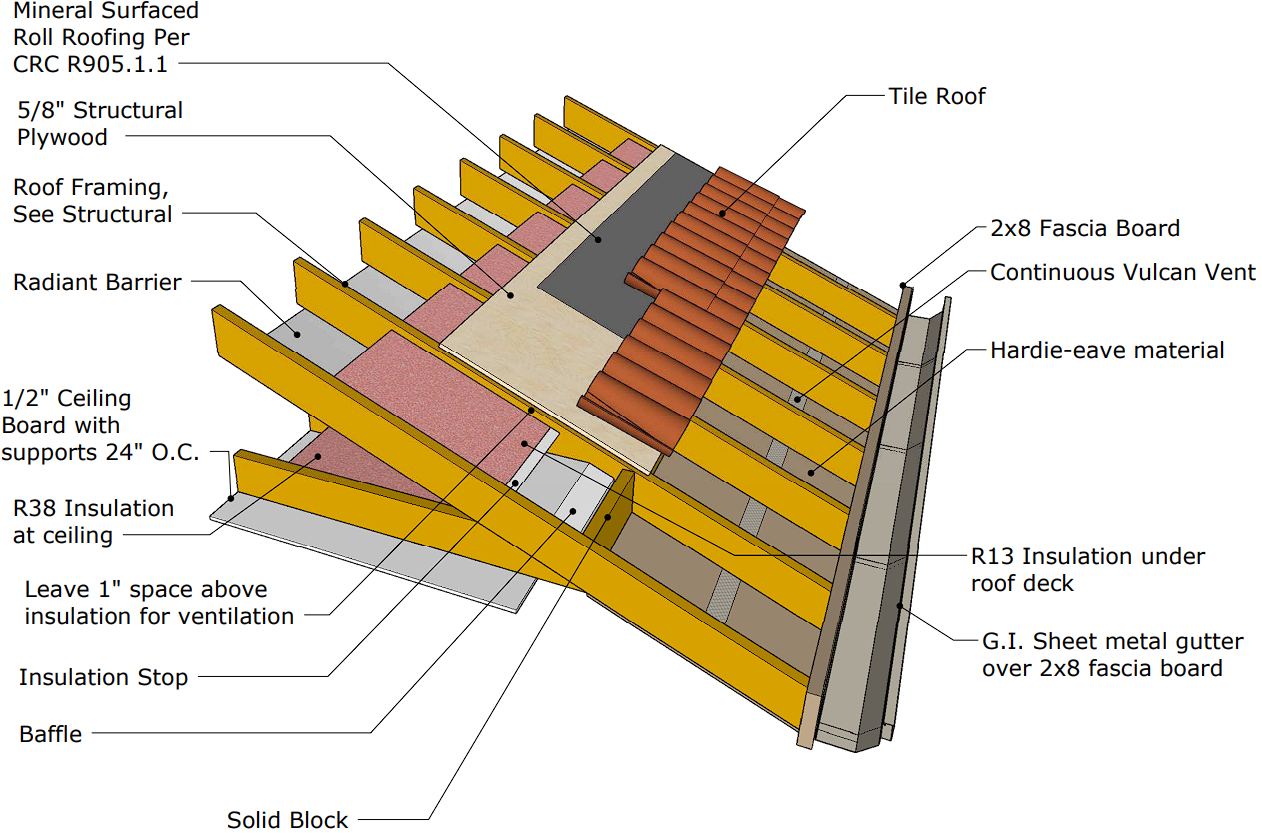 Mineral Surfaced
Roll Roofing Per
CRC R905.1.1
5/8" Structural
Plywood
Roof Framing,
See Structural
Radiant Barrier
1/2" Ceiling
Board with
supports 24" O.C.
R38 Insulation
at ceiling
Leave 1" space above
insulation for ventilation
Insulation Stop
Baffle
Solid Block
Tile Roof
2x8 Fascia Board
Continuous Vulcan Vent
Hardie-eave material
R13 Insulation under
roof deck
G.I. Sheet metal gutter
over 2x8 fascia board